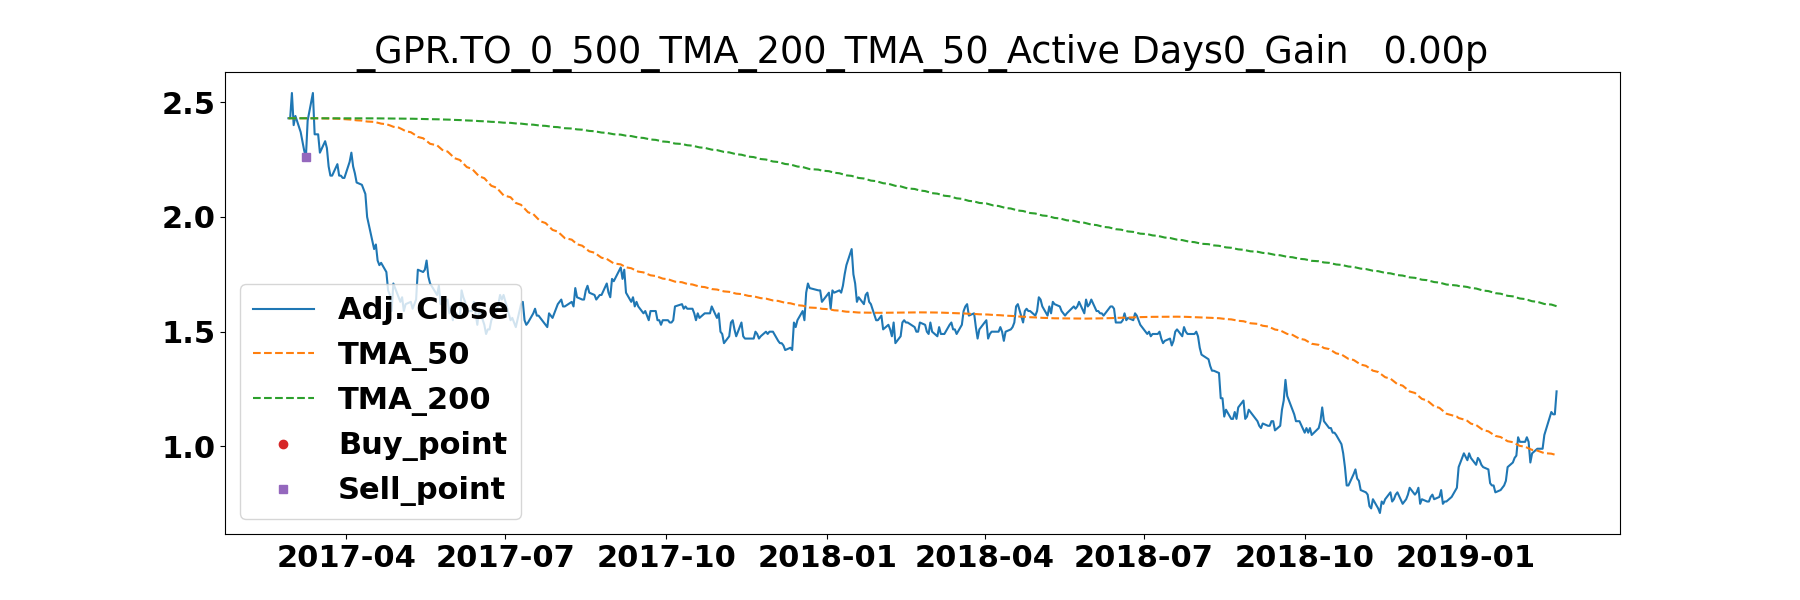 _GPR.TO_0_500_TMA_200_TMA_50_Active Days0_Gain   0.00p
2.5
2.0
1.5
1.0
Adj. Close
TMA_50
TMA_200
Buy_point
Sell_point
2017-04 2017-07 2017-10 2018-01 2018-04 2018-07 2018-10 2019-01